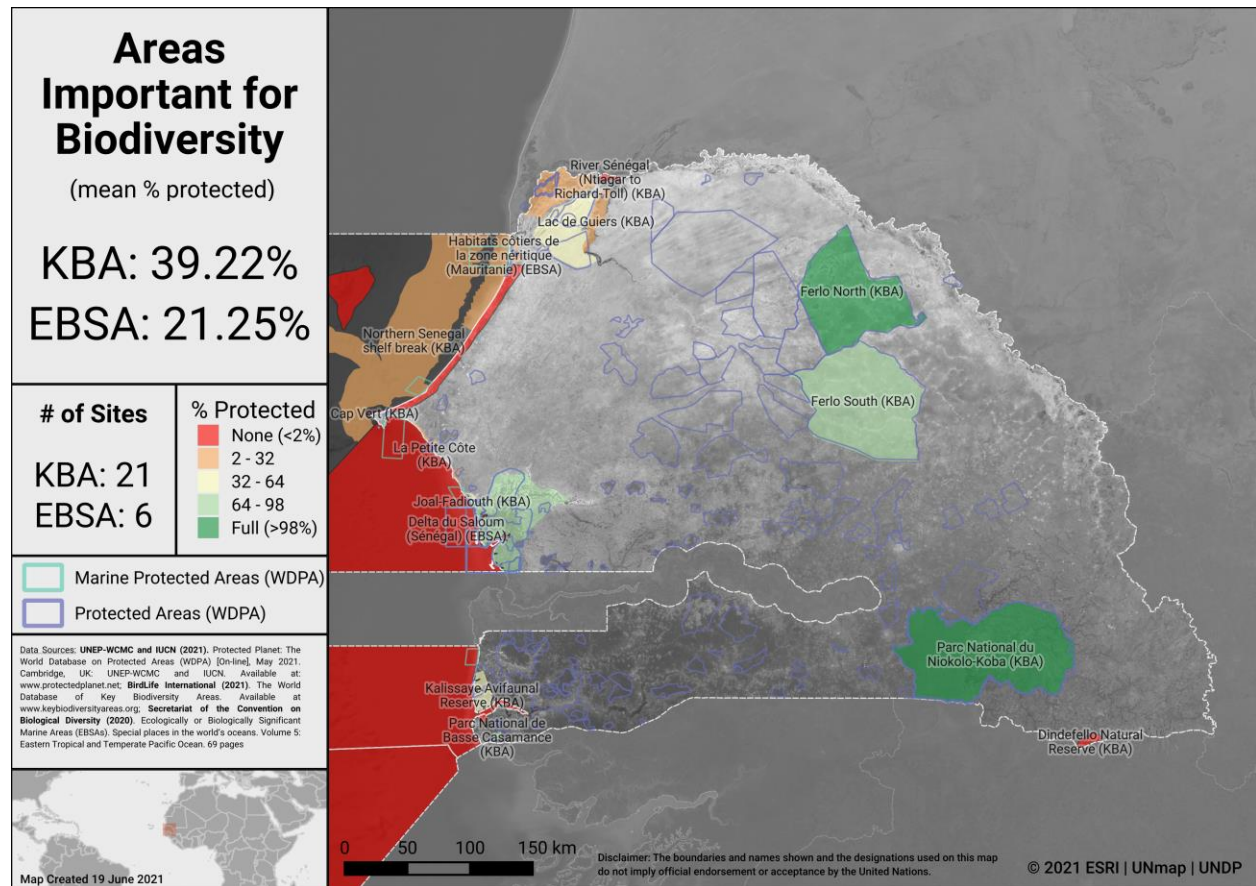 Areas
Important for
Biodiversity
(mean % protected)
KBA: 39.22%
EBSA: 21.25%
# of Sites
KBA: 21
EBSA: 6
% Protected
None (<2%)
2 - 32
32 - 64
64 - 98
Full (>98%)
Marine Protected Areas (WDPA)
Protected Areas (WDPA)
Data Sources: UNEP-WCMC and IUCN (2021). Protected Planet: The
World Database on Protected Areas (WDPA) [On-line], May 2021.
Cambridge, UK: UNEP-WCMC and IUCN. Available at:
www.protectedplanet.net; BirdLife International (2021). The World
Database of Key Biodiversity Areas. Available at
www.keybiodiversityareas.org; Secretariat of the Convention on
Biological Diversity (2020). Ecologically or Biologically Significant
Marine Areas (EBSAs). Special places in the world's oceans. Volume 5:
Eastern Tropical and Temperate Pacific Ocean. 69 pages
Map Created 19 June 2021
River Sénégal
(Ntiagar to
Richard-Toll) (KBA)
Lac de Guiers (KBA)
Habitats côtiers de
la zone néritique
(Mauritanie) (EBSA)
Ferlo North (KBA)
Northern Senegal
shelf break (KBA)
Ferlo South (KBA)
Cap Vert (KBA)
La Petite Côte
(KBA)
Joal-Fadiouth (KBA)
Delta du Saloum
(Sénégal) (EBSA)
Parc National du
Niokolo-Koba (KBA)
Kalissaye Avifaunal
Reserve (KBA)
Parc National de
Basse Casamance
(KBA)
Dindefello Natural
Reserve (KBA)
0 50 100 150 km
Disclaimer: The boundaries and names shown and the designations used on this map
do not imply official endorsement or acceptance by the United Nations.
© 2021 ESRI | UNmap | UNDP